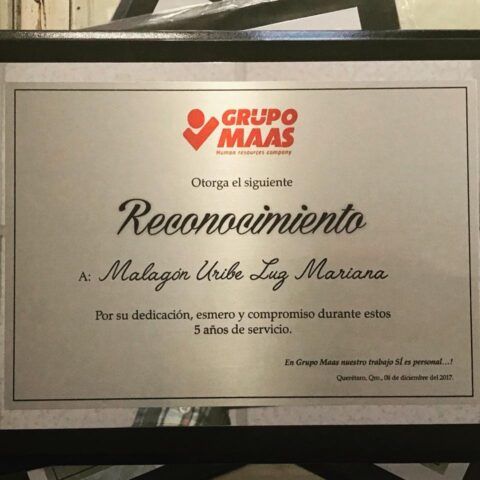 GRUPO
MAAS
Human resources company
Otorga el siguiente
Reconocimiento
A: Malagón Uribe Luz Mariana
Por su dedicación, esmero y compromiso durante estos
5 años de servicio.
En Grupo Maas nuestro trabajo SÍ es personal...!
Querétaro, Qro., 08 de diciembre del 2017.